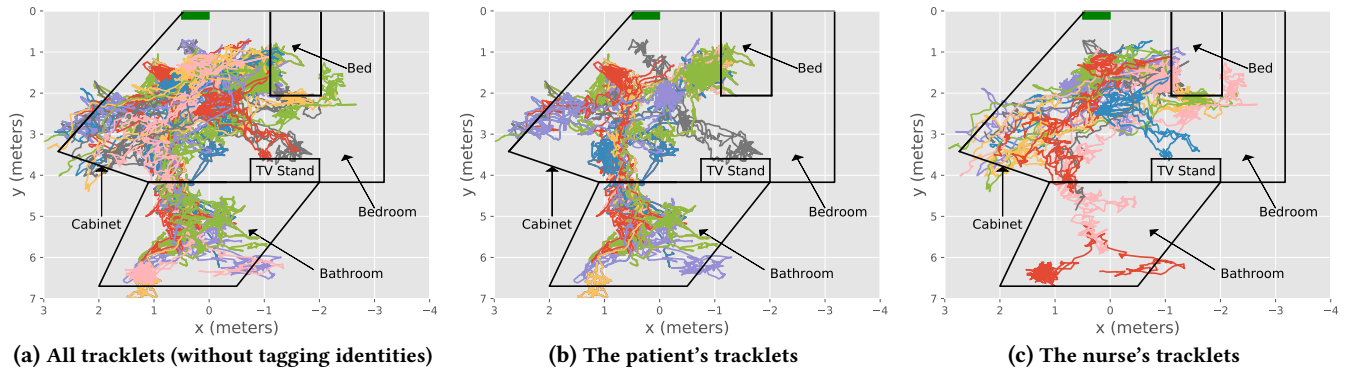 0
1
2
3
4
5
6
7
y (meters)
3
2
1
0
−1
−2
−3
−4
x (meters)
Bed
TV Stand
Cabinet
Bedroom
Bathroom
(a) All tracklets (without tagging identities)
0
1
2
3
4
5
6
7
y (meters)
3
2
1
0
−1
−2
−3
−4
x (meters)
Bed
TV Stand
Cabinet
Bedroom
Bathroom
(b) The patient's tracklets
0
1
2
3
4
5
6
7
y (meters)
3
2
1
0
−1
−2
−3
−4
x (meters)
Bed
TV Stand
Cabinet
Bedroom
Bathroom
(c) The nurse's tracklets